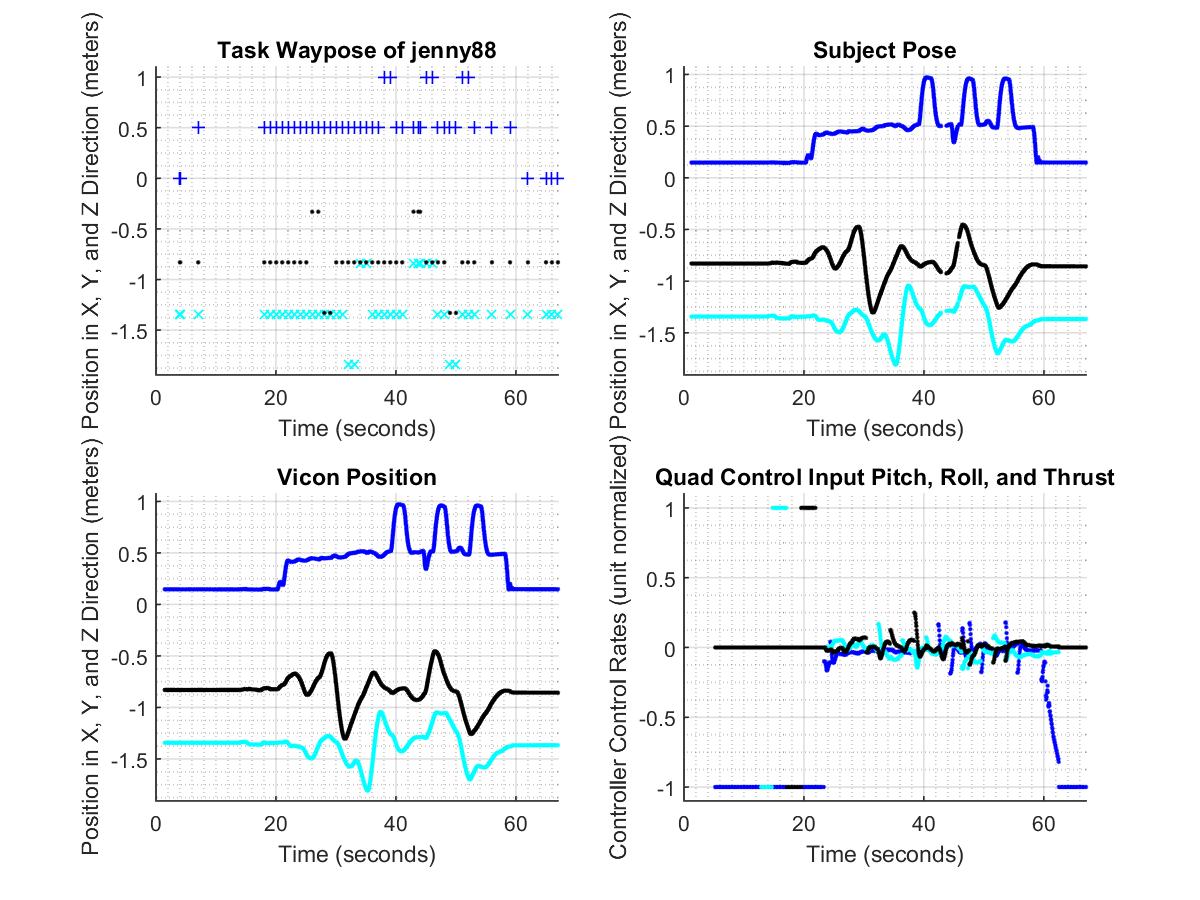 Task Waypose of jenny88
Position in X, Y, and Z Direction (meters)
1
0.5
0
-0.5
-1
-1.5
0 20 40 60
Time (seconds)
Subject Pose
Position in X, Y, and Z Direction (meters)
1
0.5
0
-0.5
-1
-1.5
0 20 40 60
Time (seconds)
Vicon Position
Position in X, Y, and Z Direction (meters)
1
0.5
0
-0.5
-1
-1.5
0 20 40 60
Time (seconds)
Quad Control Input Pitch, Roll, and Thrust
Controller Control Rates (unit normalized)
1
0.5
0
-0.5
-1
0 20 40 60
Time (seconds)